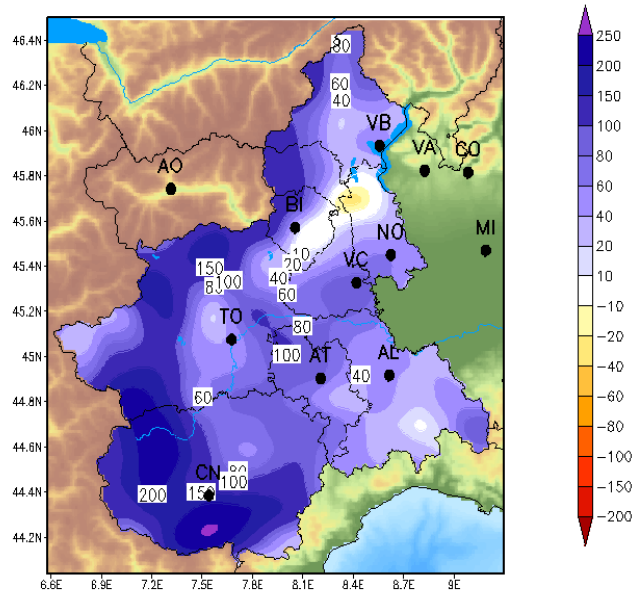 46.4N
46.2N
46N
45.8N
45.6N
45.4N
45.2N
45N
44.8N
44.6N
44.4N
44.2N
6.6E 6.9E 7.2E 7.5E 7.8E 8.1E 8.4E 8.7E 9E
80
60
40
VB
VA
CO
AO
BI
NO
MI
10
20
40
60
VC
150
100
80
TO
80
100
AT
AL
40
60
CN
80
100
150
200
250
200
150
100
80
60
40
20
10
-10
-20
-40
-60
-80
-100
-150
-200